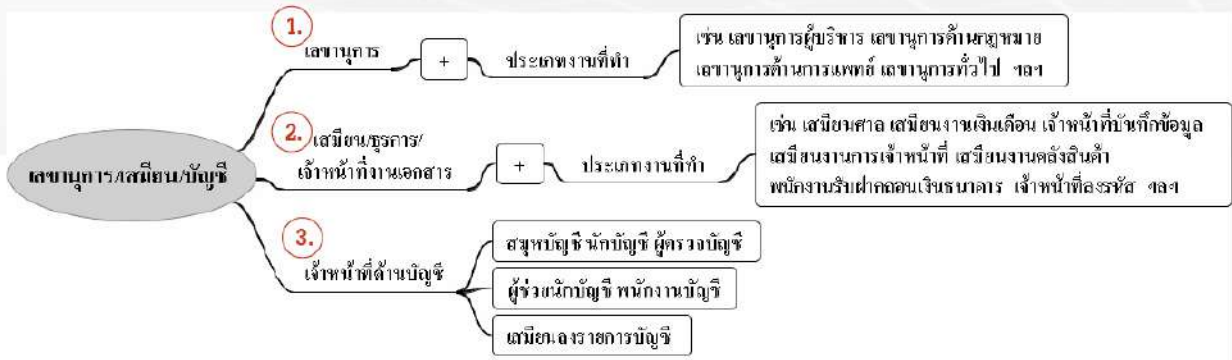 เลขานุการ/เสมียน/บัญชี
1.
เลขานุการ
+
ประเภทงานที่ทำ
เช่น เลขานุการผู้บริหาร เลขานุการด้านกฎหมาย
เลขานุการด้านการแพทย์ เลขานุการทั่วไป ฯลฯ
2.
เสมียน/ธุรการ/
เจ้าหน้าที่งานเอกสาร
+
ประเภทงานที่ทำ
เช่น เสมียนศาล เสมียนงานเงินเดือน เจ้าหน้าที่บันทึกข้อมูล
เสมียนงานการเจ้าหน้าที่ เสมียนงานคลังสินค้า
พนักงานรับฝากถอนเงินธนาคาร เจ้าหน้าที่ลงรหัส ฯลฯ
3.
เจ้าหน้าที่ด้านบัญชี
สมุหบัญชี นักบัญชี ผู้ตรวจบัญชี
ผู้ช่วยนักบัญชี พนักงานบัญชี
เสมียนลงรายการบัญชี